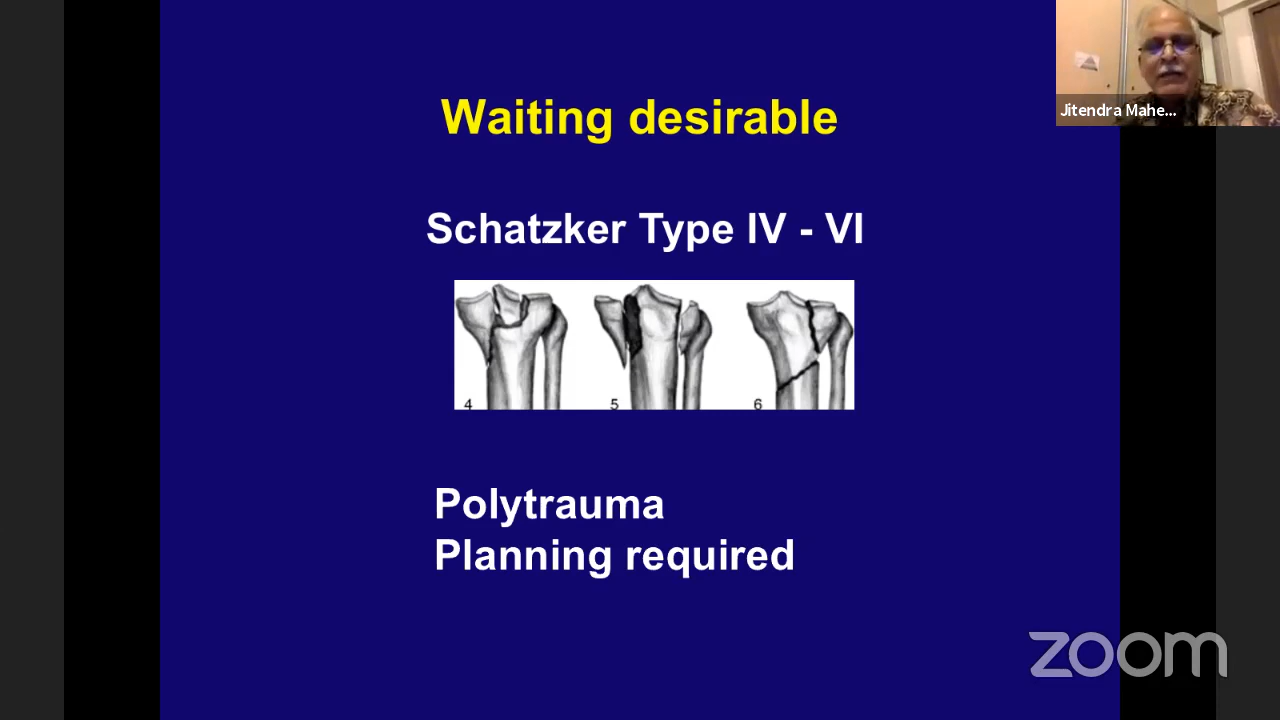 Waiting desirable
Jitendra Mahe...
Schatzker Type IV - VI
4 5 6
Polytrauma
Planning required
zoom